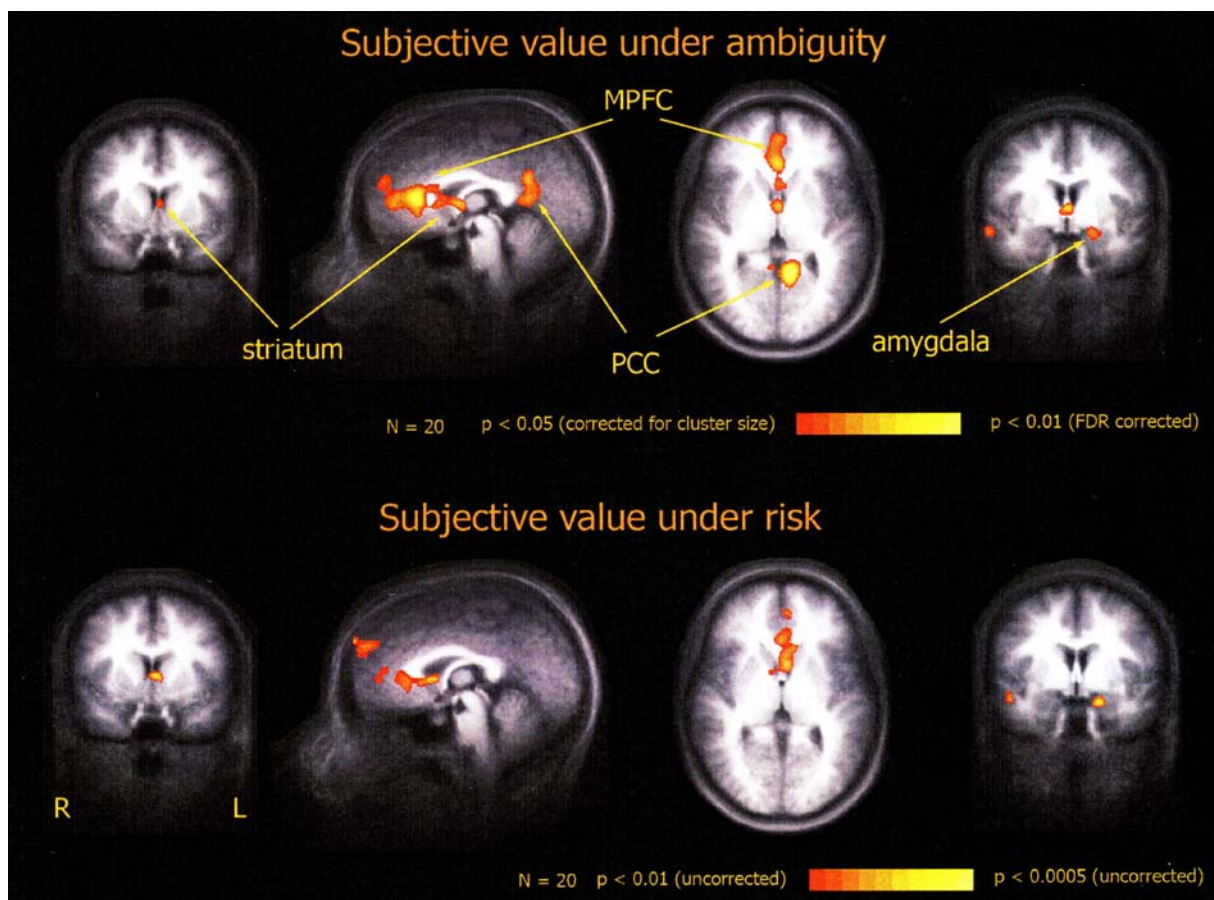 Subjective value under ambiguity
MPFC
striatum
PCC
amygdala
N = 20 p < 0.05 (corrected for cluster size) p < 0.01 (FDR corrected)
Subjective value under risk
R L
N = 20 p < 0.01 (uncorrected) p < 0.0005 (uncorrected)